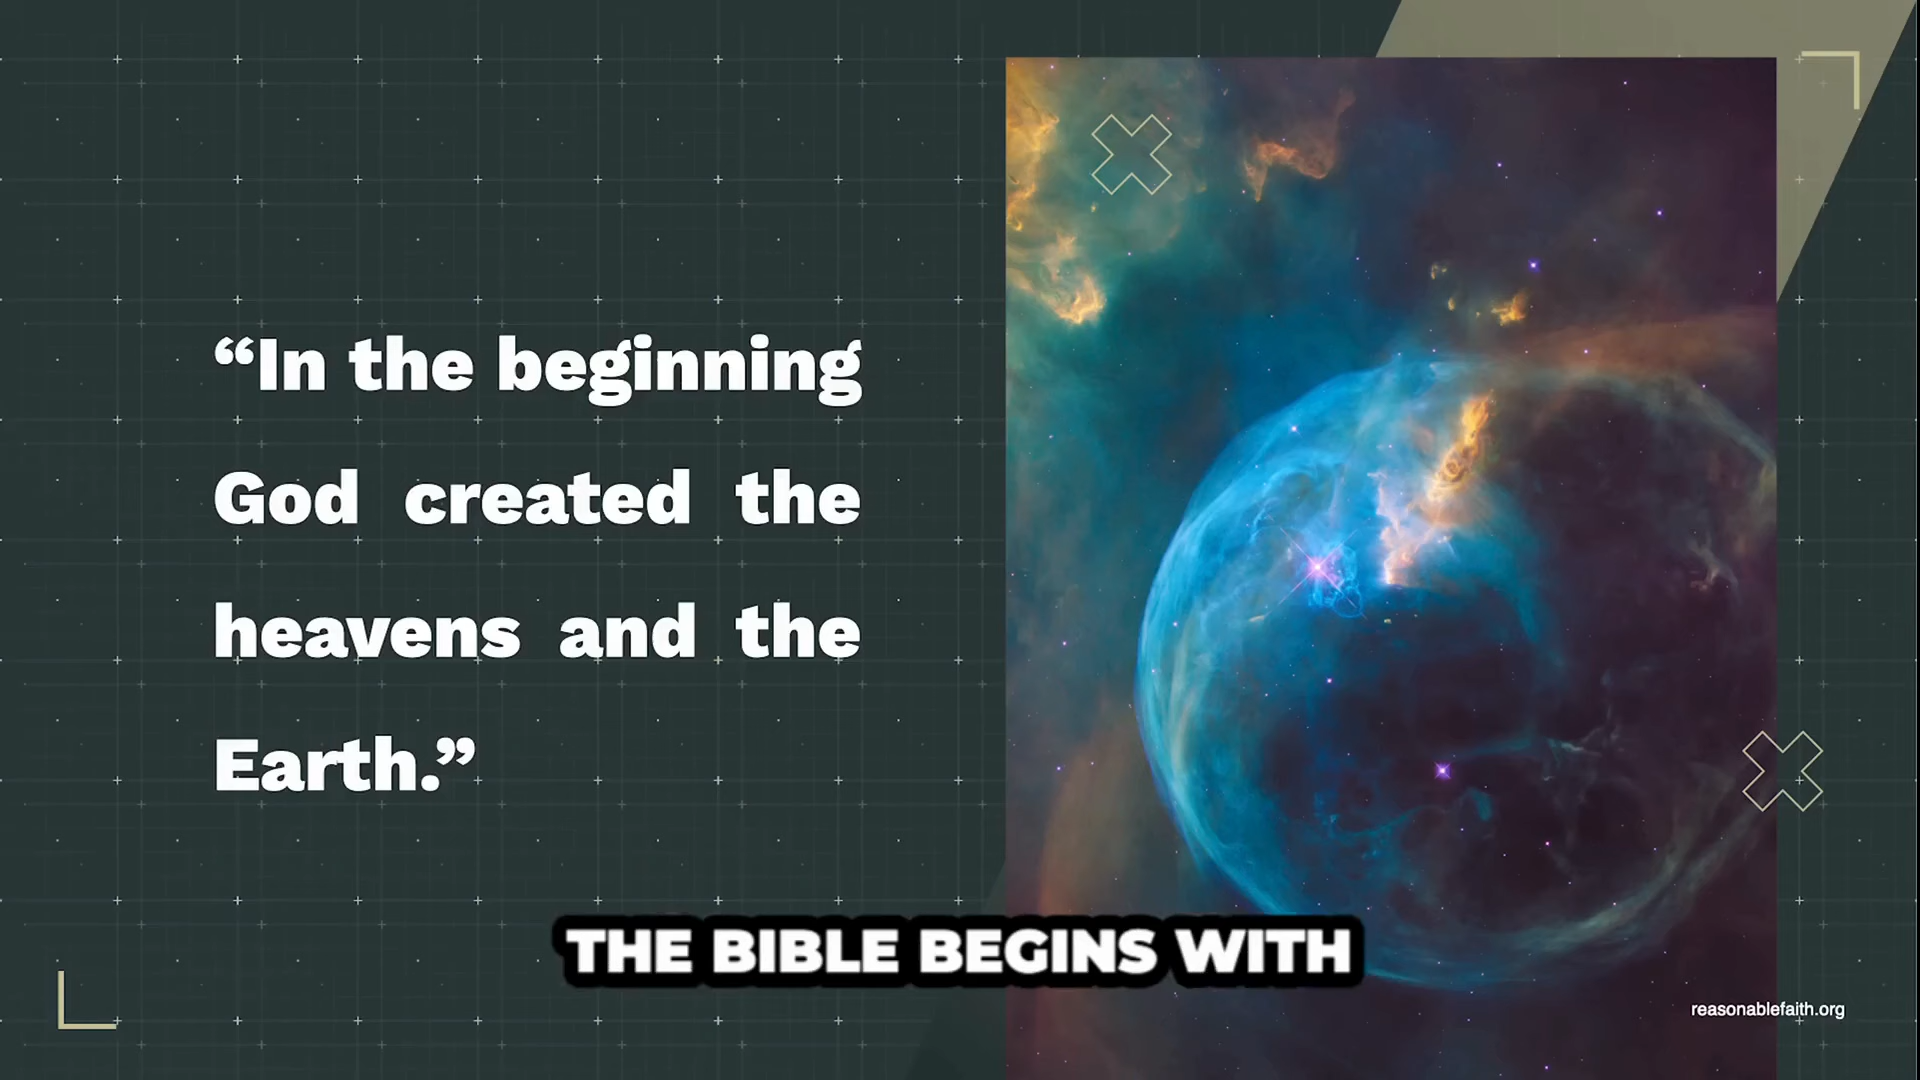 “In the beginning
God created the
heavens and the
Earth.”
THE BIBLE BEGINS WITH
reasonablefaith.org